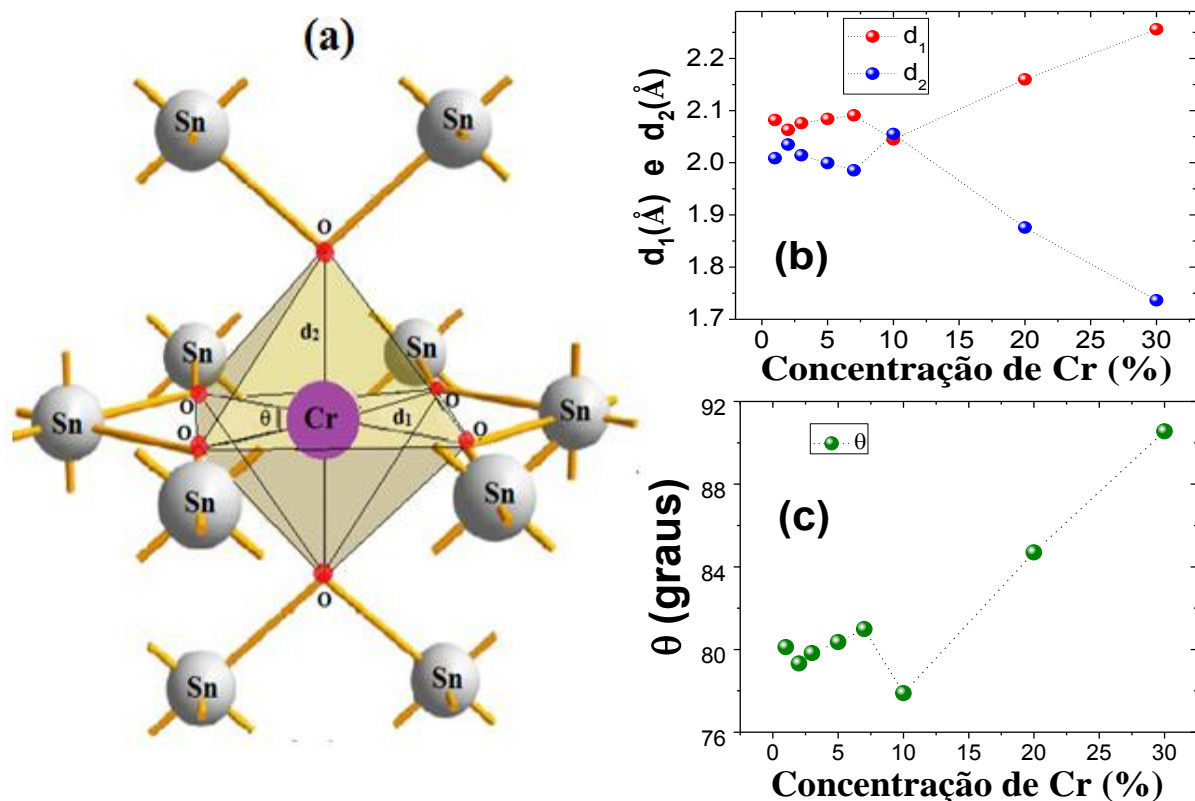 (a)
Sn
Sn
O
d2
Sn
Sn
Sn
O
O
θ
Cr
d1
O
O
Sn
Sn
Sn
O
Sn
Sn
d1(Å) e d2(Å)
2.2
2.1
2.0
1.9
1.8
1.7
d1
d2
(b)
0 5 10 15 20 25 30
Concentração de Cr (%)
θ (graus)
92
88
84
80
76
θ
(c)
0 5 10 15 20 25 30
Concentração de Cr (%)